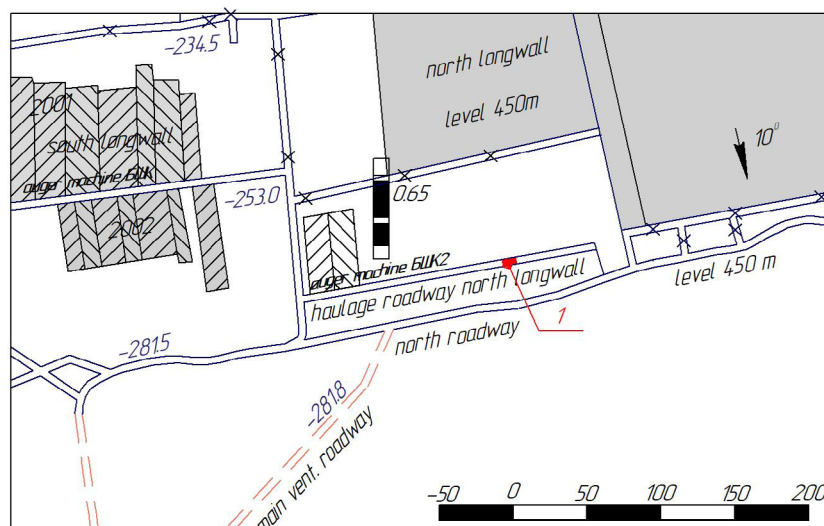 -234.5
2001
south longwall
auger machine БШК
2002
-253.0
north longwall
level 450m
10°
0.65
auger machine БШК2
haulage roadway north longwall
level 450 m
1
north roadway
-281.5
-281.8
main vent. roadway
-50 0 50 100 150 200